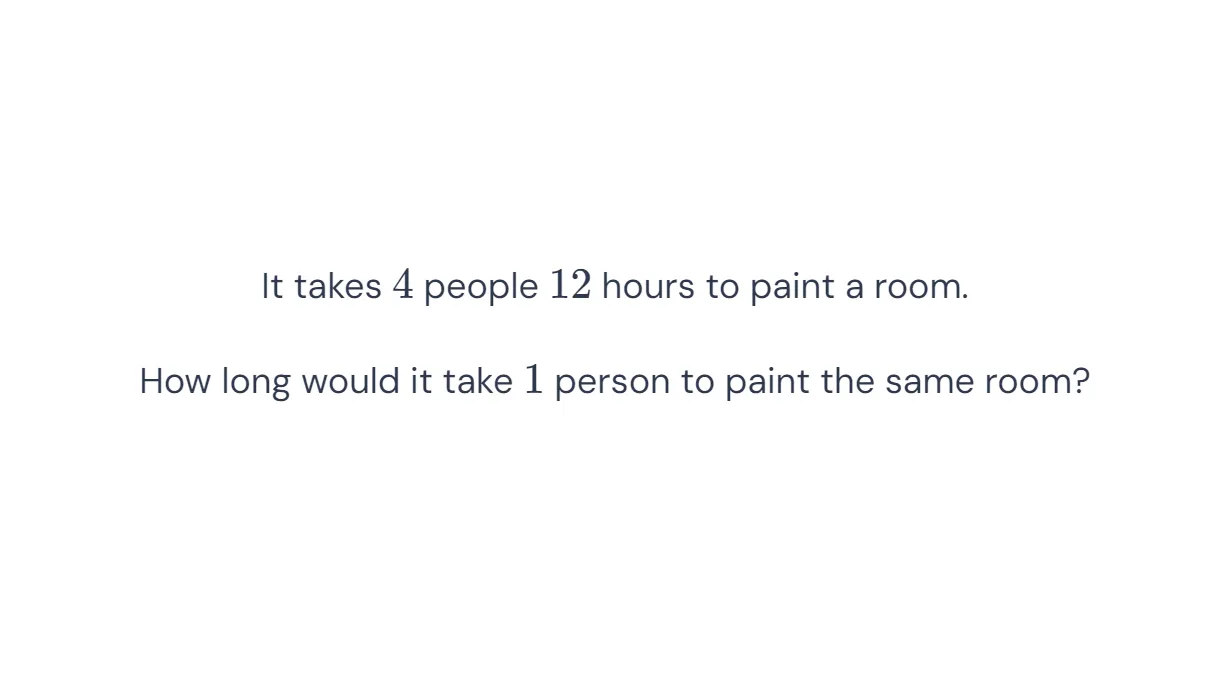 It takes 4 people 12 hours to paint a room.
How long would it take 1 person to paint the same room?